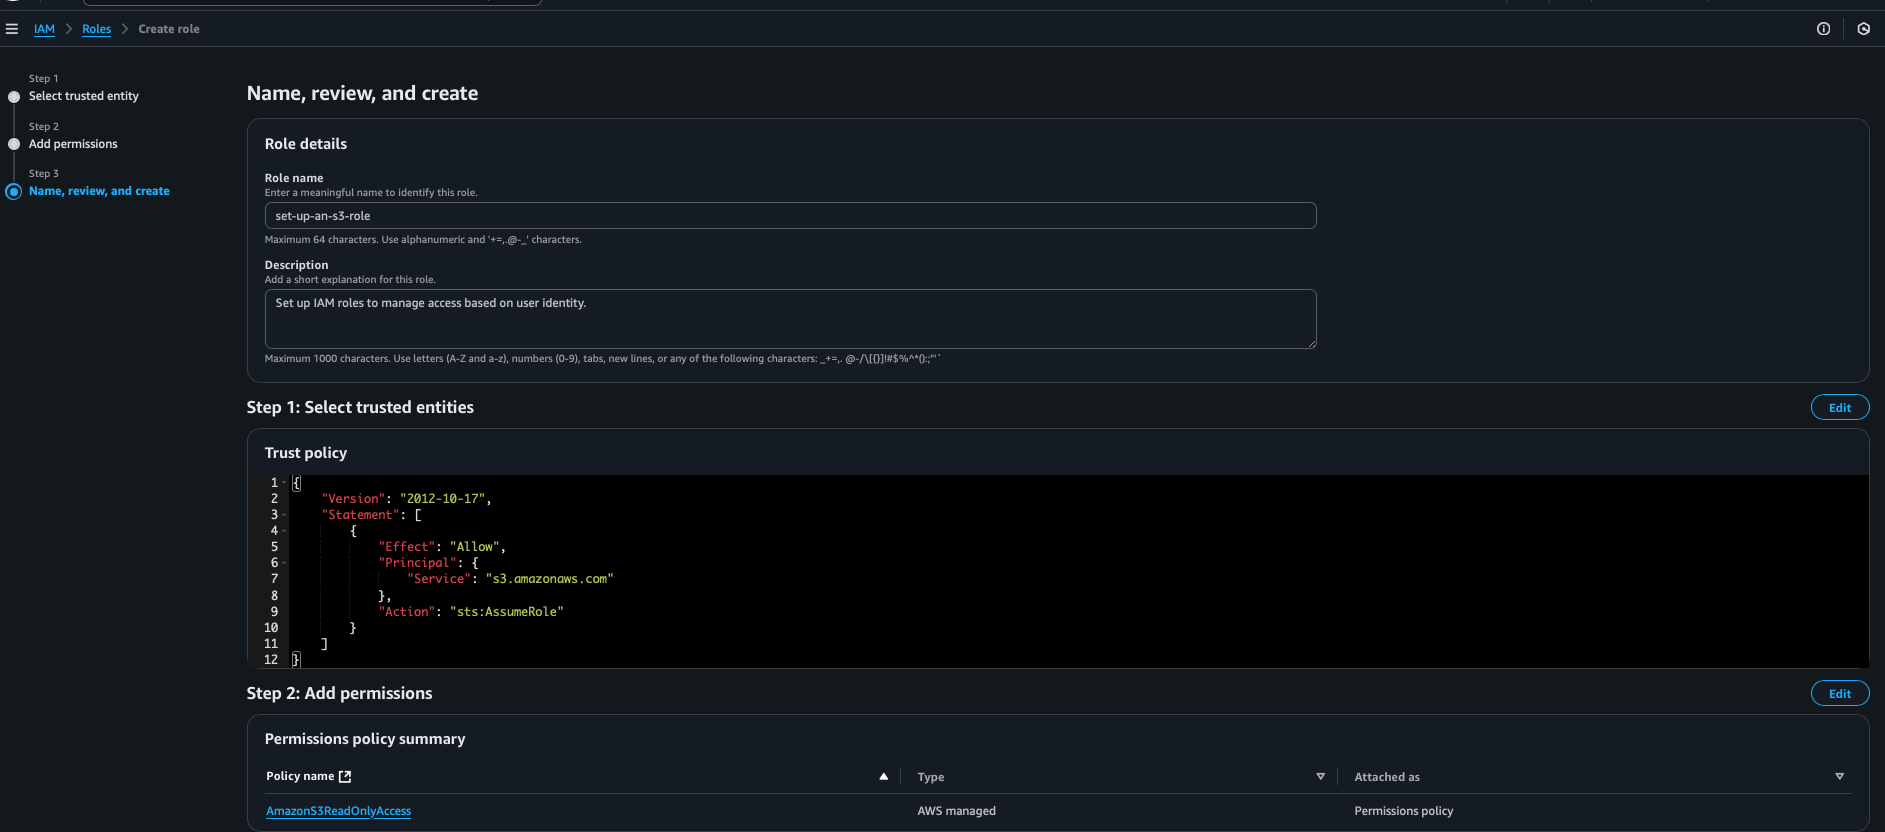 IAM > Roles > Create role
Step 1
Select trusted entity
Step 2
Add permissions
Step 3
Name, review, and create
Name, review, and create
Role details
Role name
Enter a meaningful name to identify this role.
set-up-an-s3-role
Maximum 64 characters. Use alphanumeric and '+=,.@-_' characters.
Description
Add a short explanation for this role.
Set up IAM roles to manage access based on user identity.
Maximum 1000 characters. Use letters (A-Z and a-z), numbers (0-9), tabs, new lines, or any of the following characters: _+=,. @-/\[{}]!#$%^*();:"'`
Step 1: Select trusted entities
Edit
Trust policy
1 {
2 "Version": "2012-10-17",
3 "Statement": [
4 {
5 "Effect": "Allow",
6 "Principal": {
7 "Service": "s3.amazonaws.com"
8 },
9 "Action": "sts:AssumeRole"
10 }
11 ]
12 }
Step 2: Add permissions
Edit
Permissions policy summary
Policy name Type Attached as
AmazonS3ReadOnlyAccess AWS managed Permissions policy